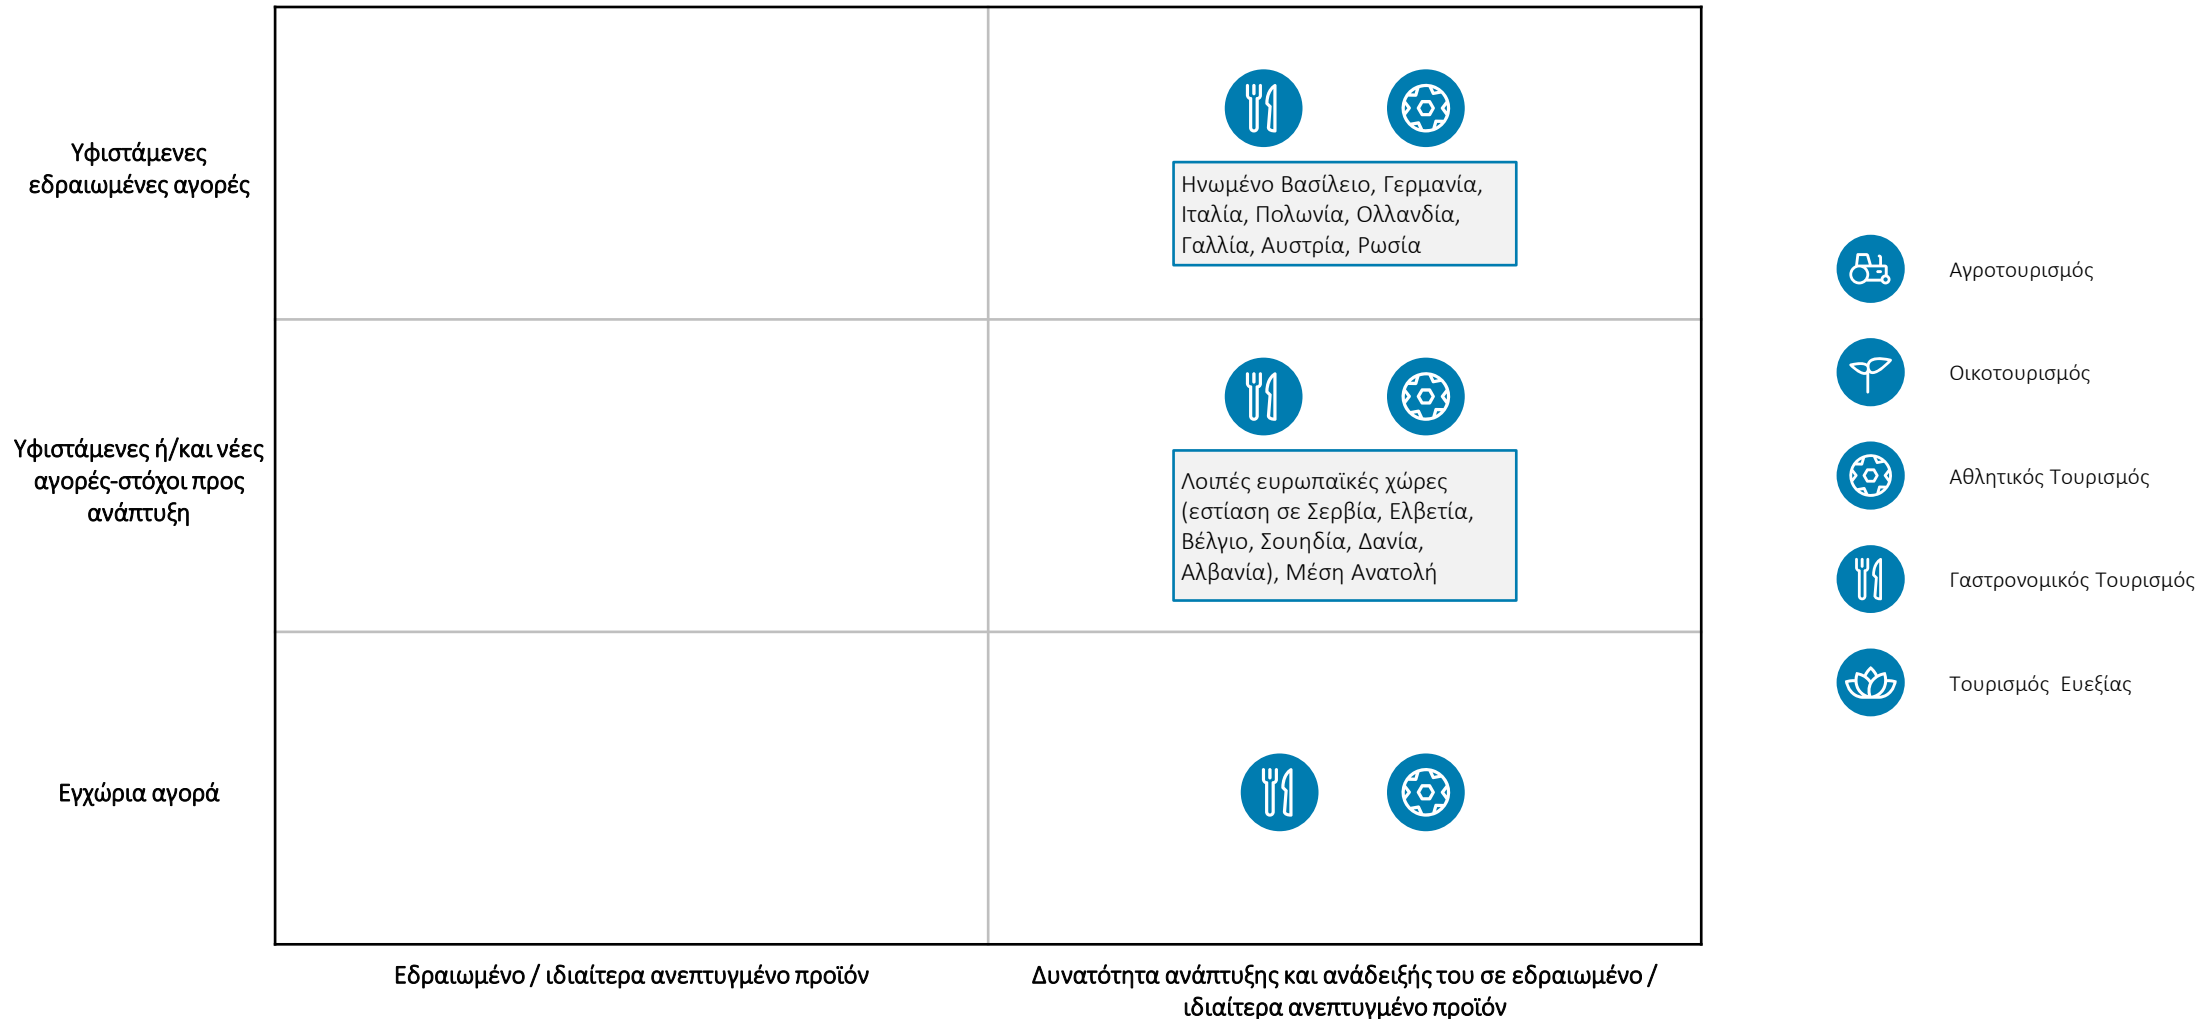 Υφιστάμενες
εδραιωμένες αγορές
Ηνωμένο Βασίλειο, Γερμανία,
Ιταλία, Πολωνία, Ολλανδία,
Γαλλία, Αυστρία, Ρωσία
Υφιστάμενες ή/και νέες
αγορές-στόχοι προς
ανάπτυξη
Λοιπές ευρωπαϊκές χώρες
(εστίαση σε Σερβία, Ελβετία,
Βέλγιο, Σουηδία, Δανία,
Αλβανία), Μέση Ανατολή
Εγχώρια αγορά
Εδραιωμένο / ιδιαίτερα ανεπτυγμένο προϊόν
Δυνατότητα ανάπτυξης και ανάδειξής του σε εδραιωμένο /
ιδιαίτερα ανεπτυγμένο προϊόν
Αγροτουρισμός
Οικοτουρισμός
Αθλητικός Τουρισμός
Γαστρονομικός Τουρισμός
Τουρισμός  Ευεξίας